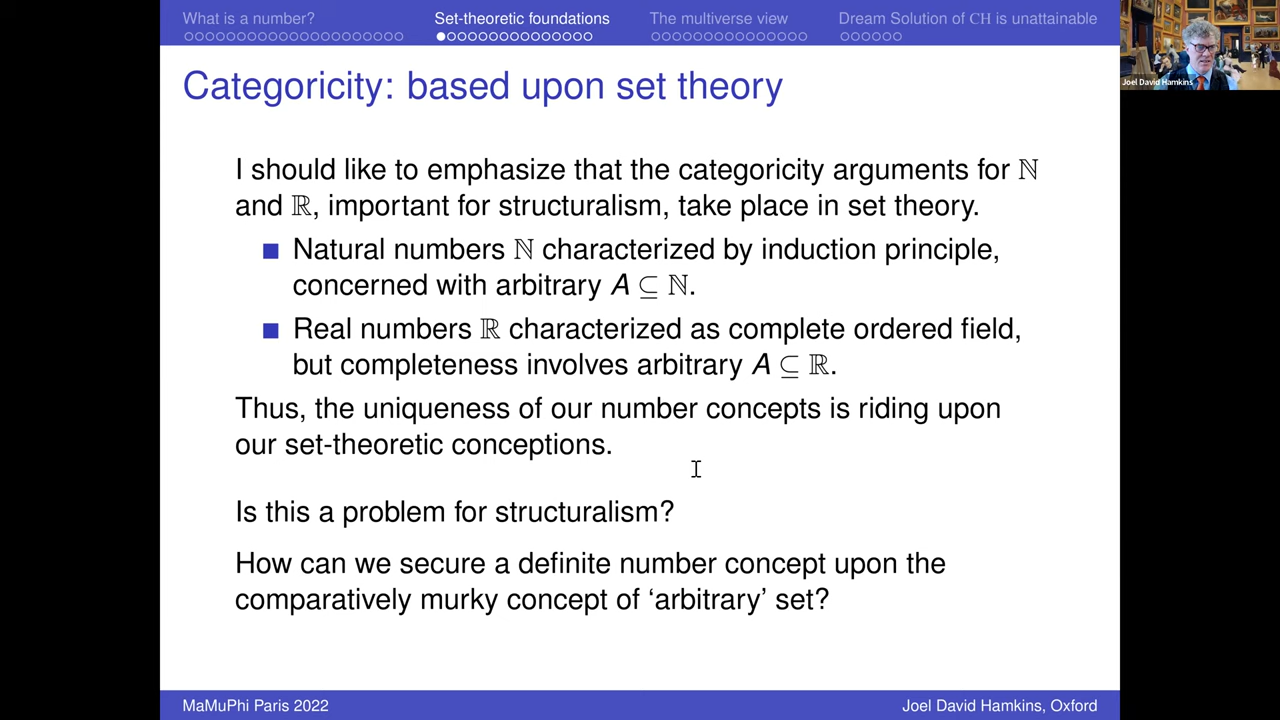 What is a number?
Set-theoretic foundations
The multiverse view
Dream Solution of CH is unattainable
Joel David Hamkins
Categoricity: based upon set theory
I should like to emphasize that the categoricity arguments for ℕ
and ℝ, important for structuralism, take place in set theory.
Natural numbers ℕ characterized by induction principle,
concerned with arbitrary A ⊆ ℕ.
Real numbers ℝ characterized as complete ordered field,
but completeness involves arbitrary A ⊆ ℝ.
Thus, the uniqueness of our number concepts is riding upon
our set-theoretic conceptions.
Is this a problem for structuralism?
How can we secure a definite number concept upon the
comparatively murky concept of ‘arbitrary’ set?
MaMuPhi Paris 2022
Joel David Hamkins, Oxford